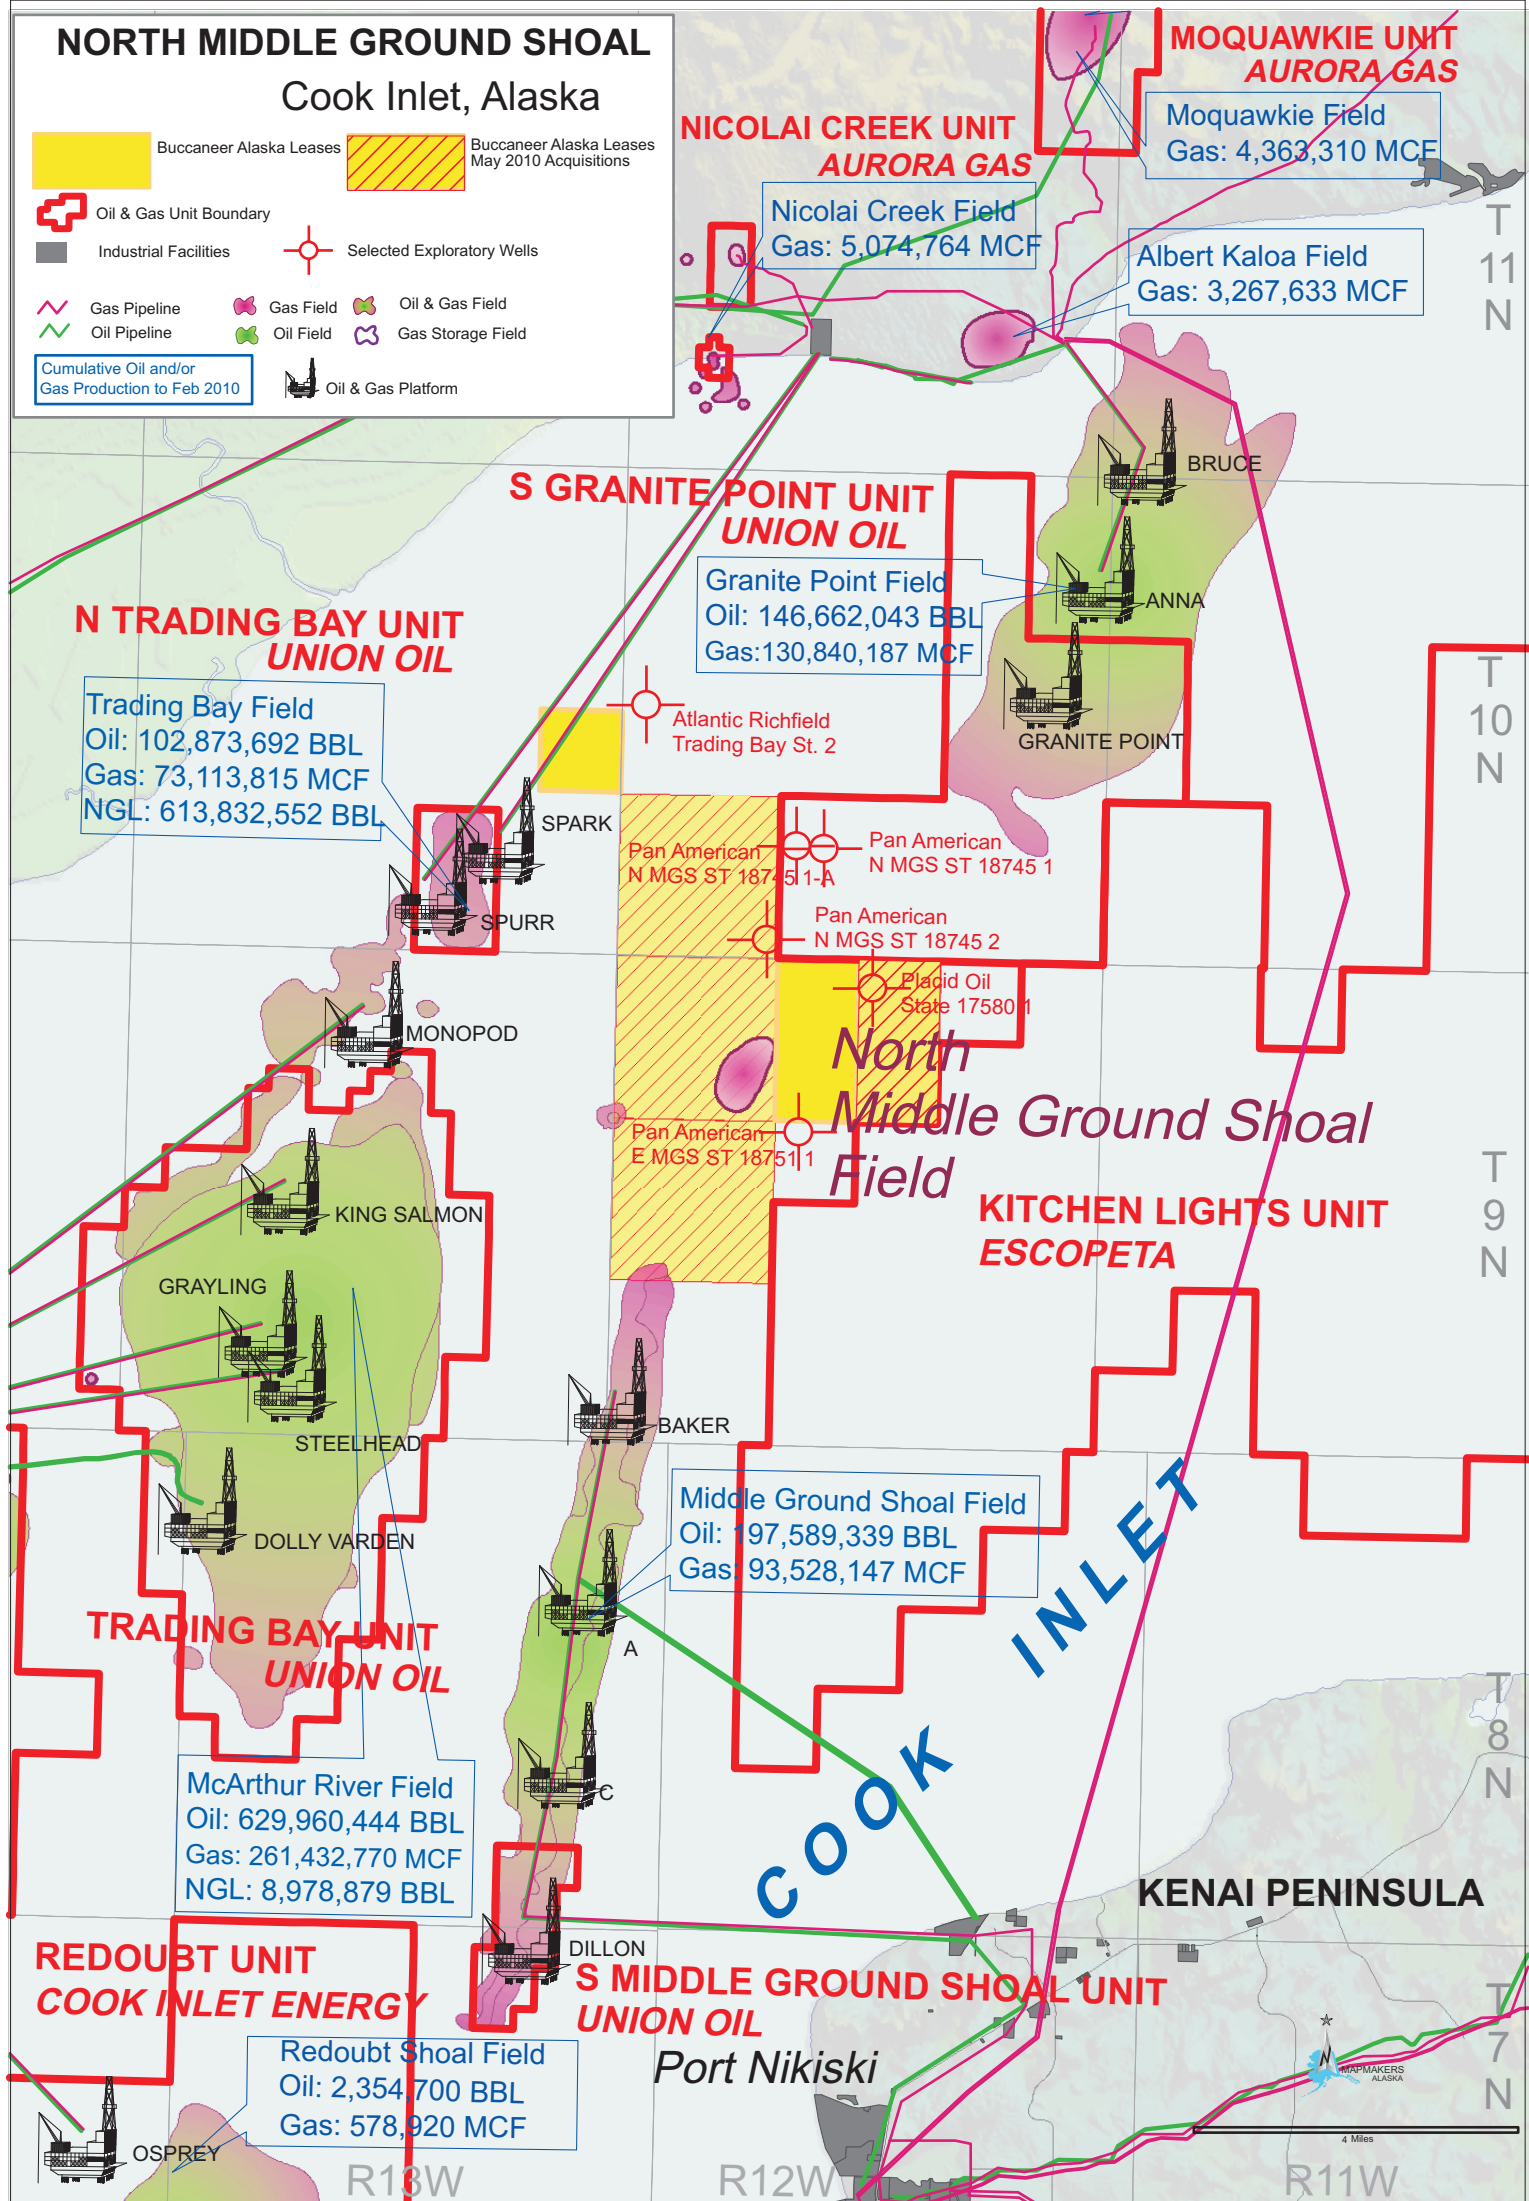 NORTH MIDDLE GROUND SHOAL
Cook Inlet, Alaska
Buccaneer Alaska Leases
Buccaneer Alaska Leases
May 2010 Acquisitions
Oil & Gas Unit Boundary
Industrial Facilities
Selected Exploratory Wells
Gas Pipeline
Gas Field
Oil & Gas Field
Oil Pipeline
Oil Field
Gas Storage Field
Cumulative Oil and/or
Gas Production to Feb 2010
Oil & Gas Platform
MOQUAWKIE UNIT
AURORA GAS
Moquawkie Field
Gas: 4,363,310 MCF
NICOLAI CREEK UNIT
AURORA GAS
Nicolai Creek Field
Gas: 5,074,764 MCF
Albert Kaloa Field
Gas: 3,267,633 MCF
T
11
N
BRUCE
S GRANITE POINT UNIT
UNION OIL
Granite Point Field
Oil: 146,662,043 BBL
Gas:130,840,187 MCF
ANNA
GRANITE POINT
N TRADING BAY UNIT
UNION OIL
Trading Bay Field
Oil: 102,873,692 BBL
Gas: 73,113,815 MCF
NGL: 613,832,552 BBL
T
10
N
Atlantic Richfield
Trading Bay St. 2
SPARK
SPURR
Pan American
N MGS ST 18745 1-A
Pan American
N MGS ST 18745 1
Pan American
N MGS ST 18745 2
Placid Oil
State 17580 1
MONOPOD
North
Middle Ground Shoal
Field
Pan American
E MGS ST 18751 1
T
9
N
KING SALMON
KITCHEN LIGHTS UNIT
ESCOPETA
GRAYLING
STEELHEAD
BAKER
DOLLY VARDEN
Middle Ground Shoal Field
Oil: 197,589,339 BBL
Gas: 93,528,147 MCF
A
TRADING BAY UNIT
UNION OIL
COOK INLET
T
8
N
C
McArthur River Field
Oil: 629,960,444 BBL
Gas: 261,432,770 MCF
NGL: 8,978,879 BBL
KENAI PENINSULA
DILLON
REDOUBT UNIT
COOK INLET ENERGY
S MIDDLE GROUND SHOAL UNIT
UNION OIL
Port Nikiski
T
7
N
Redoubt Shoal Field
Oil: 2,354,700 BBL
Gas: 578,920 MCF
N
MAPMAKERS
ALASKA
4 Miles
OSPREY
R13W
R12W
R11W